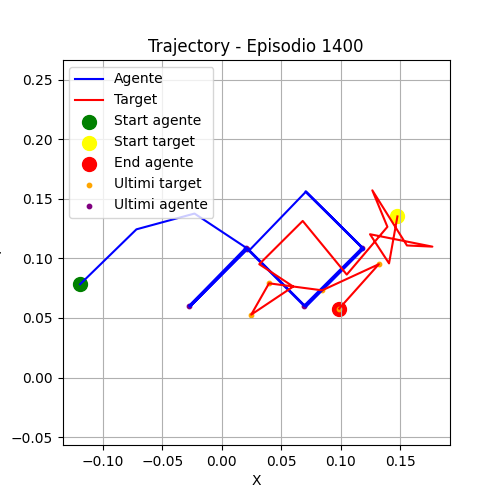 Trajectory - Episodio 1400
0.25
0.20
0.15
0.10
0.05
0.00
−0.05
−0.10
−0.05
0.00
0.05
0.10
0.15
X
Agente
Target
Start agente
Start target
End agente
Ultimi target
Ultimi agente